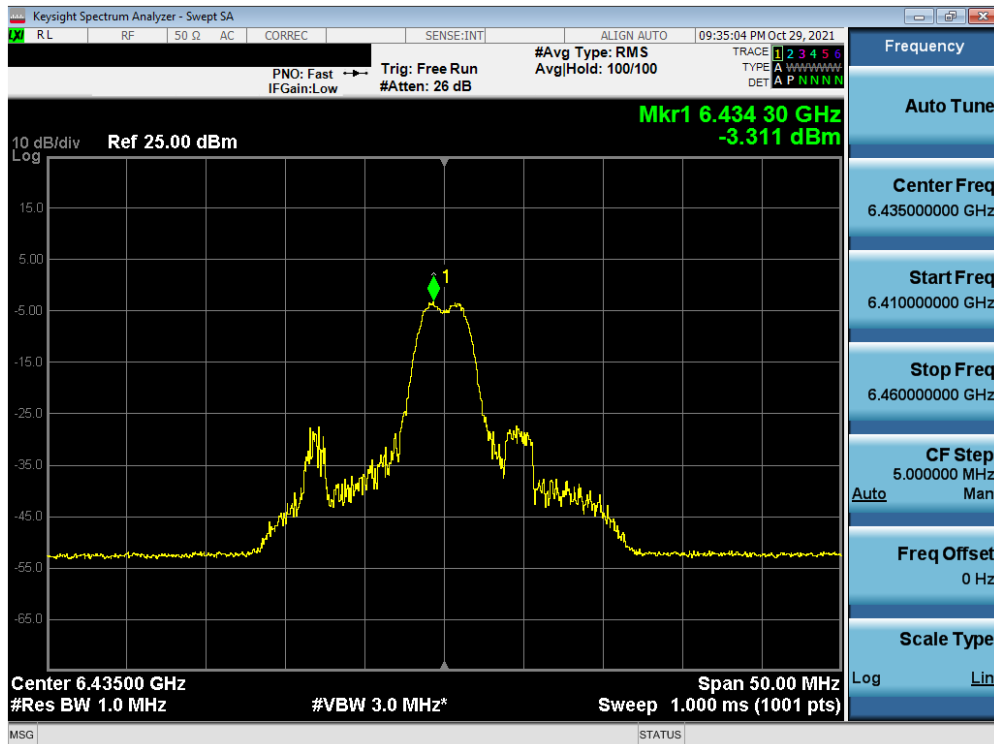 Keysight Spectrum Analyzer - Swept SA
LXI RL RF 50 Ω AC CORREC SENSE:INT ALIGN AUTO 09:35:04 PM Oct 29, 2021
PNO: Fast Trig: Free Run #Avg Type: RMS TRACE 1 2 3 4 5 6
IFGain:Low #Atten: 26 dB Avg|Hold: 100/100 TYPE A WWWWW
DET A P N N N N
Mkr1 6.434 30 GHz
-3.311 dBm
10 dB/div Ref 25.00 dBm
Log
15.0
5.00
-5.00
-15.0
-25.0
-35.0
-45.0
-55.0
-65.0
1
Center 6.43500 GHz Span 50.00 MHz
#Res BW 1.0 MHz #VBW 3.0 MHz* Sweep 1.000 ms (1001 pts)
MSG STATUS
Frequency
Auto Tune
Center Freq
6.435000000 GHz
Start Freq
6.410000000 GHz
Stop Freq
6.460000000 GHz
CF Step
5.000000 MHz
Auto Man
Freq Offset
0 Hz
Scale Type
Log Lin